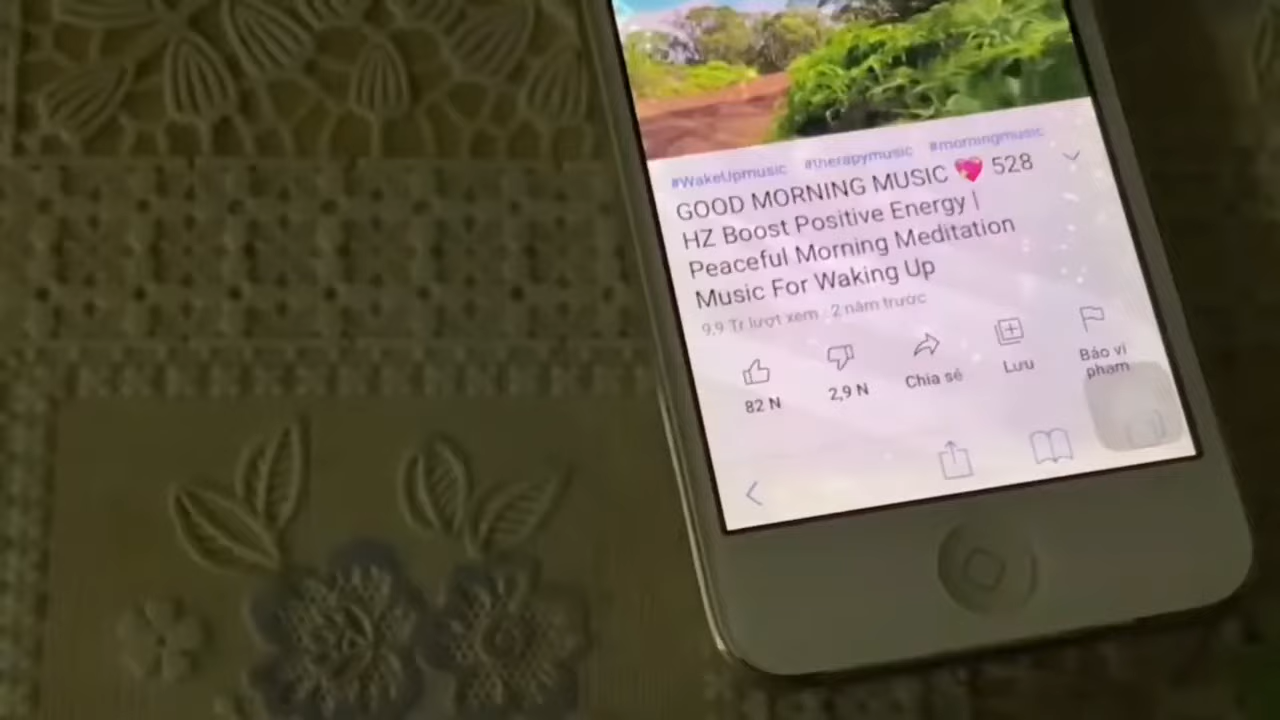 #WakeUpmusic #therapymusic #morningmusic
GOOD MORNING MUSIC 💖 528
HZ Boost Positive Energy |
Peaceful Morning Meditation
Music For Waking Up
9,9 Tr lượt xem . 2 năm trước
82 N
2,9 N
Chia sẻ
Lưu
Báo vi
phạm